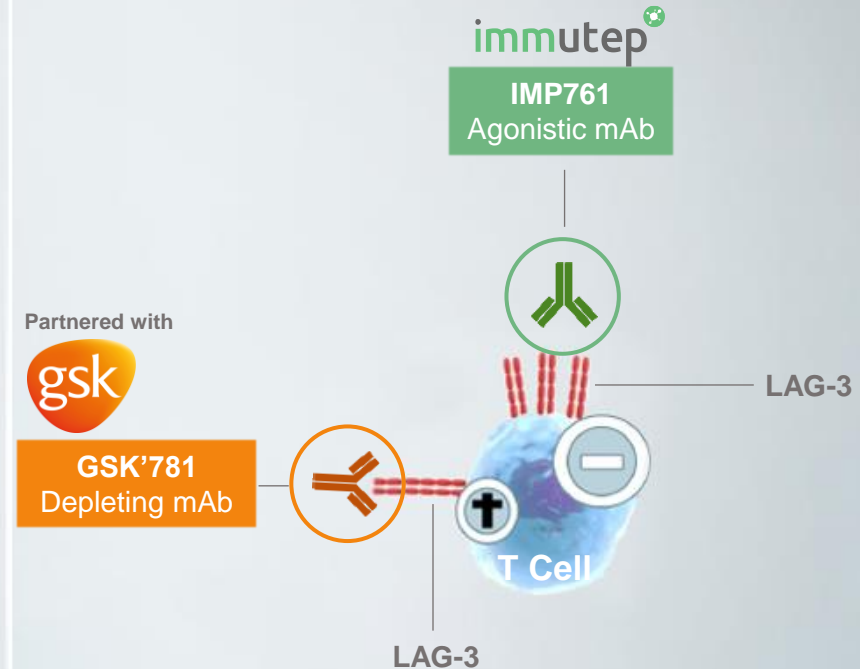 immutep
IMP761
Agonistic mAb
Partnered with
gsk
GSK’781
Depleting mAb
LAG-3
T Cell
LAG-3